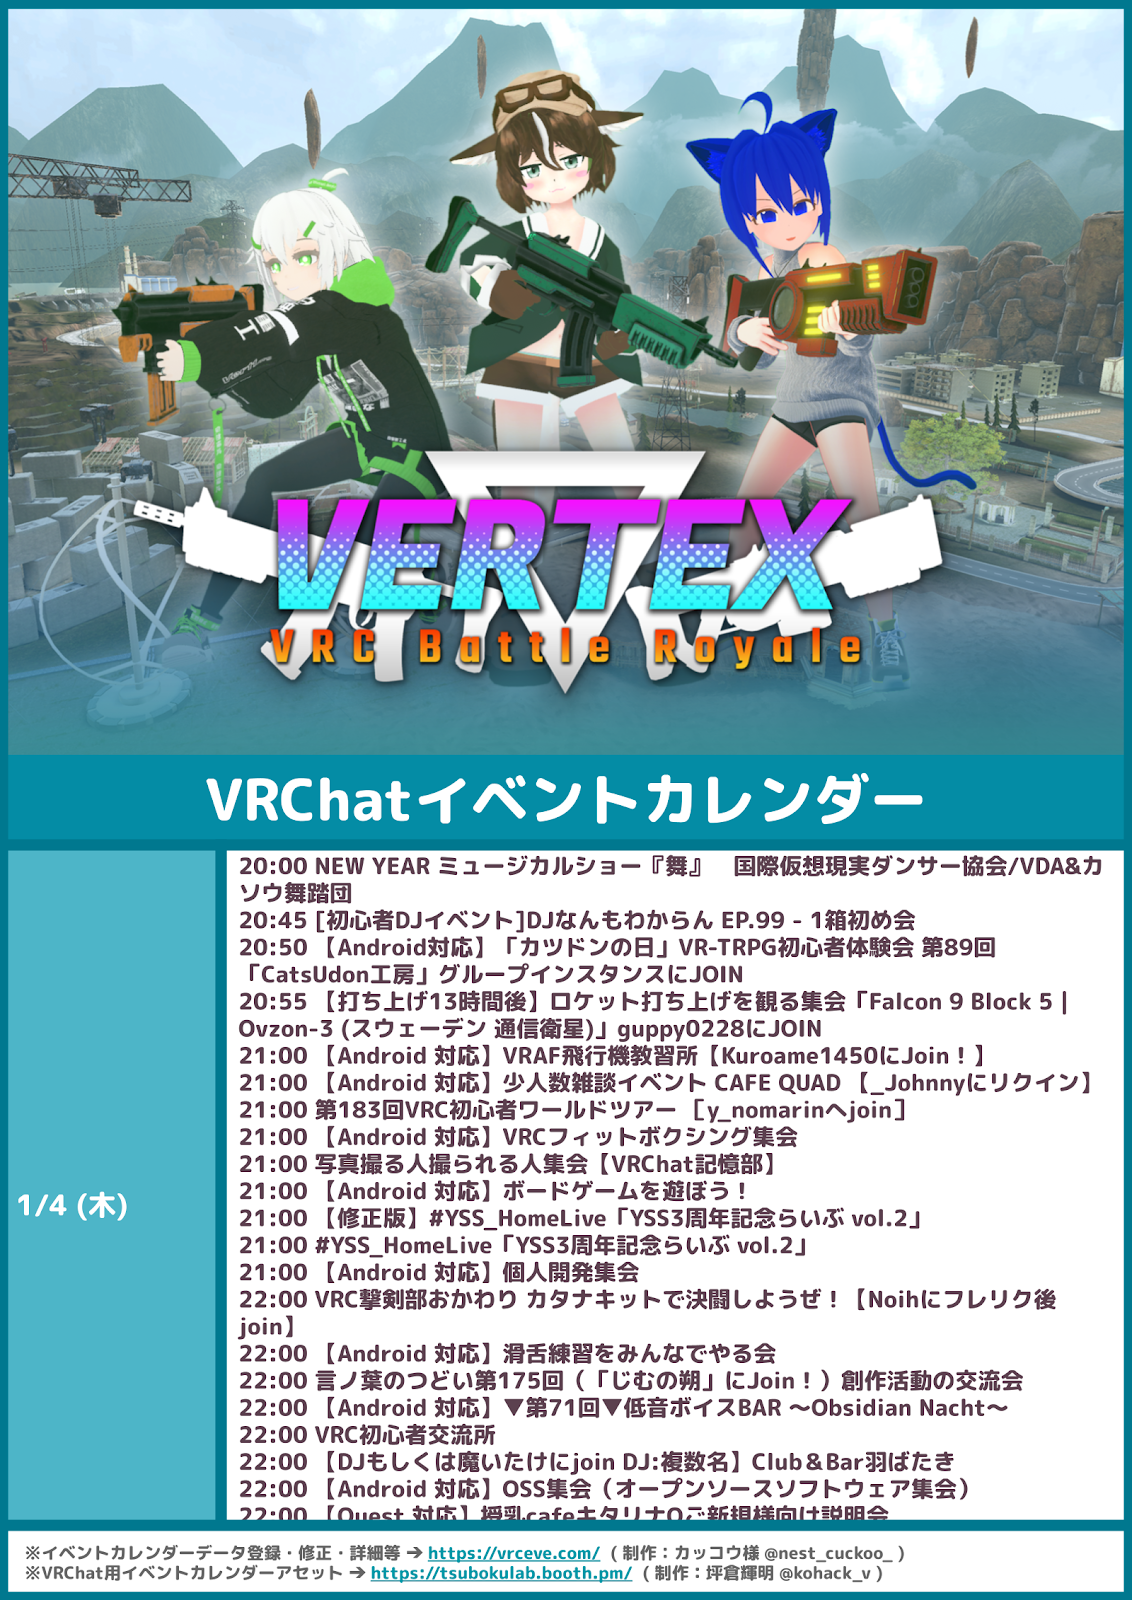 VERTEX
VRC Battle Royale
VRChatイベントカレンダー
1/4 (木)
20:00 NEW YEAR ミュージカルショー『舞』　国際仮想現実ダンサー協会/VDA&カ
ソウ舞踏団
20:45 [初心者DJイベント]DJなんもわからん EP.99 - 1箱初め会
20:50 【Android対応】「カツドンの日」VR-TRPG初心者体験会 第89回
「CatsUdon工房」グループインスタンスにJOIN
20:55 【打ち上げ13時間後】ロケット打ち上げを観る集会「Falcon 9 Block 5 |
Ovzon-3 (スウェーデン 通信衛星)」guppy0228にJOIN
21:00 【Android 対応】VRAF飛行機教習所【Kuroame1450にJoin！】
21:00 【Android 対応】少人数雑談イベント CAFE QUAD 【_Johnnyにリクイン】
21:00 第183回VRC初心者ワールドツアー ［y_nomarinへjoin］
21:00 【Android 対応】VRCフィットボクシング集会
21:00 写真撮る人撮られる人集会【VRChat記憶部】
21:00 【Android 対応】ボードゲームを遊ぼう！
21:00 【修正版】#YSS_HomeLive「YSS3周年記念らいぶ vol.2」
21:00 #YSS_HomeLive「YSS3周年記念らいぶ vol.2」
21:00 【Android 対応】個人開発集会
22:00 VRC撃剣部おかわり カタナキットで決闘しようぜ！【Noihにフレリク後
join】
22:00 【Android 対応】滑舌練習をみんなでやる会
22:00 言ノ葉のつどい第175回（「じむの朔」にJoin！）創作活動の交流会
22:00 【Android 対応】▼第71回▼低音ボイスBAR ～Obsidian Nacht～
22:00 VRC初心者交流所
22:00 【DJもしくは魔いたけにjoin DJ:複数名】Club＆Bar羽ばたき
22:00 【Android 対応】OSS集会（オープンソースソフトウェア集会）
22:00 【Quest 対応】授乳cafeキタリナQご新規様向け説明会
※イベントカレンダーデータ登録・修正・詳細等 ➔ https://vrceve.com/ （制作：カッコウ様 @nest_cuckoo_）
※VRChat用イベントカレンダーアセット ➔ https://tsubokulab.booth.pm/ （制作：坪倉輝明 @kohack_v）